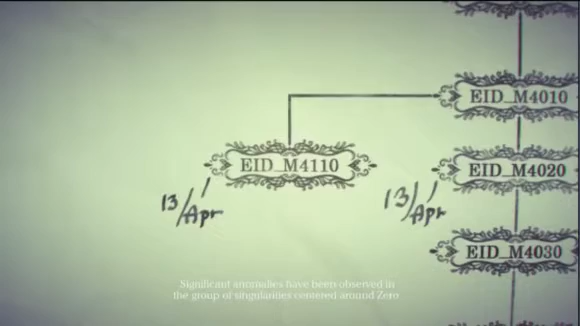 EID_M4010
EID_M4110
EID_M4020
13/Apr
13/Apr
EID_M4030
Significant anomalies have been observed in
the group of singularities centered around Zero